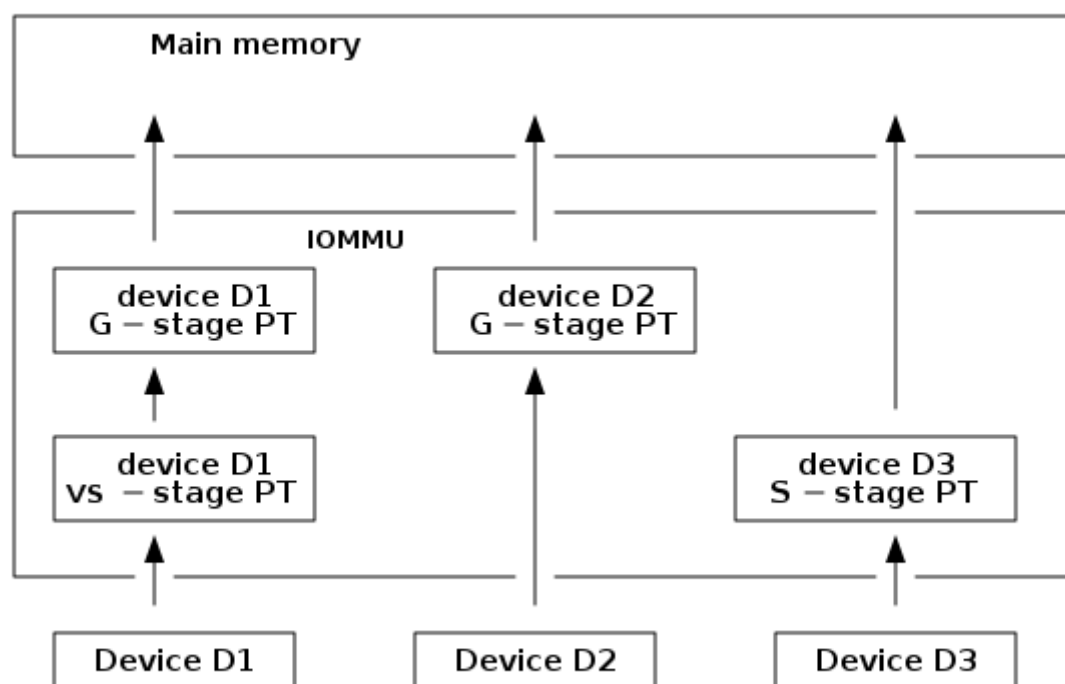 Main memory
IOMMU
device D1
G − stage PT
device D2
G − stage PT
device D1
vs − stage PT
device D3
S − stage PT
Device D1
Device D2
Device D3